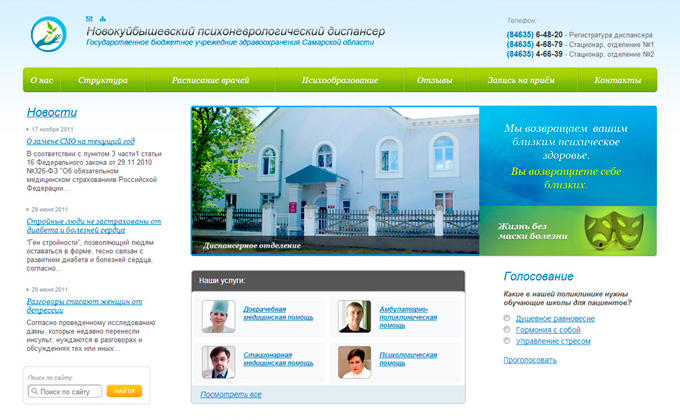 Новокуйбышевский психоневрологический диспансер
Государственное бюджетное учреждние здравоохранения Самарской области
Телефон:
(84635) 6-48-20 - Регистратура диспансера
(84635) 4-68-79 - Стационар, отделение №1
(84635) 4-66-39 - Стационар, отделение №2
О нас Структура Расписание врачей Психообразование Отзывы Запись на приём Контакты
Новости
17 ноября 2011
О замене СМО на текущий год
В соответствии с пунктом 3 части1 статьи
16 Федерального закона от 29.11.2010
№326-ФЗ "Об обязательном
медицинском страхованию Российской
Федерации...
29 июня 2011
Стройные люди не застрахованы от
диабета и болезней сердца
"Ген стройности", позволяющий людям
оставаться в форме, тесно связан с
развитием диабета и болезней сердца,
согласно...
29 июня 2011
Разговоры спасают женщин от
депрессии
Согласно проведенному исследованию
дамы, которые недавно перенести
инсульт, нуждаются в разговорах и
обсуждениях тех или иных...
Поиск по сайту:
Поиск по сайту НАЙТИ
Диспансерное отделение
Мы возвращаем вашим
близким психическое
здоровье.
Вы возвращаете себе
близких.
Жизнь без
маски болезни
Наши услуги:
Доврачебная
медицинская помощь
Амбулаторно-
поликлиническая
помощь
Стационарная
медицинская помощь
Психологическая
помощь
Посмотреть все
Голосование
Какие в нашей поликлинике нужны
обучающие школы для пациентов?
Душевное равновесие
Гормония с собой
Управление стресом
Проголосовать